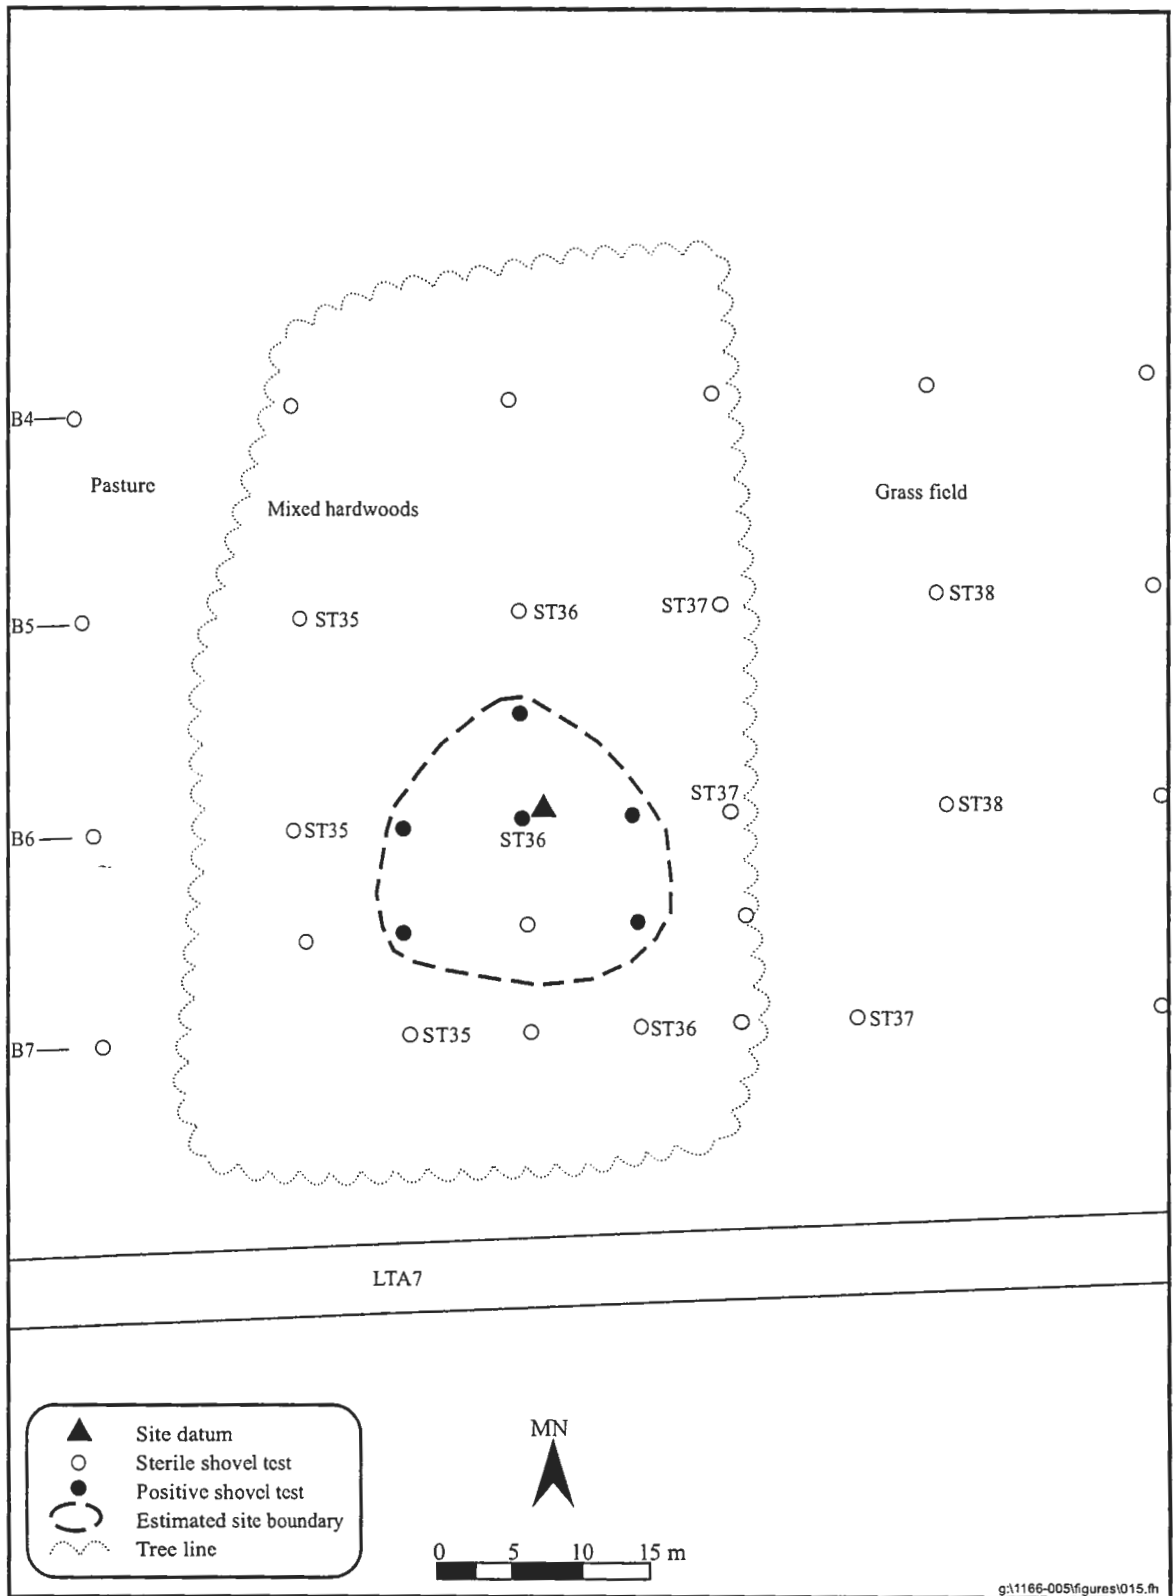 B4
Pasture
Grass field
Mixed hardwoods
ST38
ST37
ST36
ST35
B5
ST37
ST38
ST35
ST36
B6
ST37
ST36
ST35
B7
LTA7
Site datum
Sterile shovel test
Positive shovel test
Estimated site boundary
Tree line
MN
0 5 10 15 m
g:\1166-005\figures\015.fh